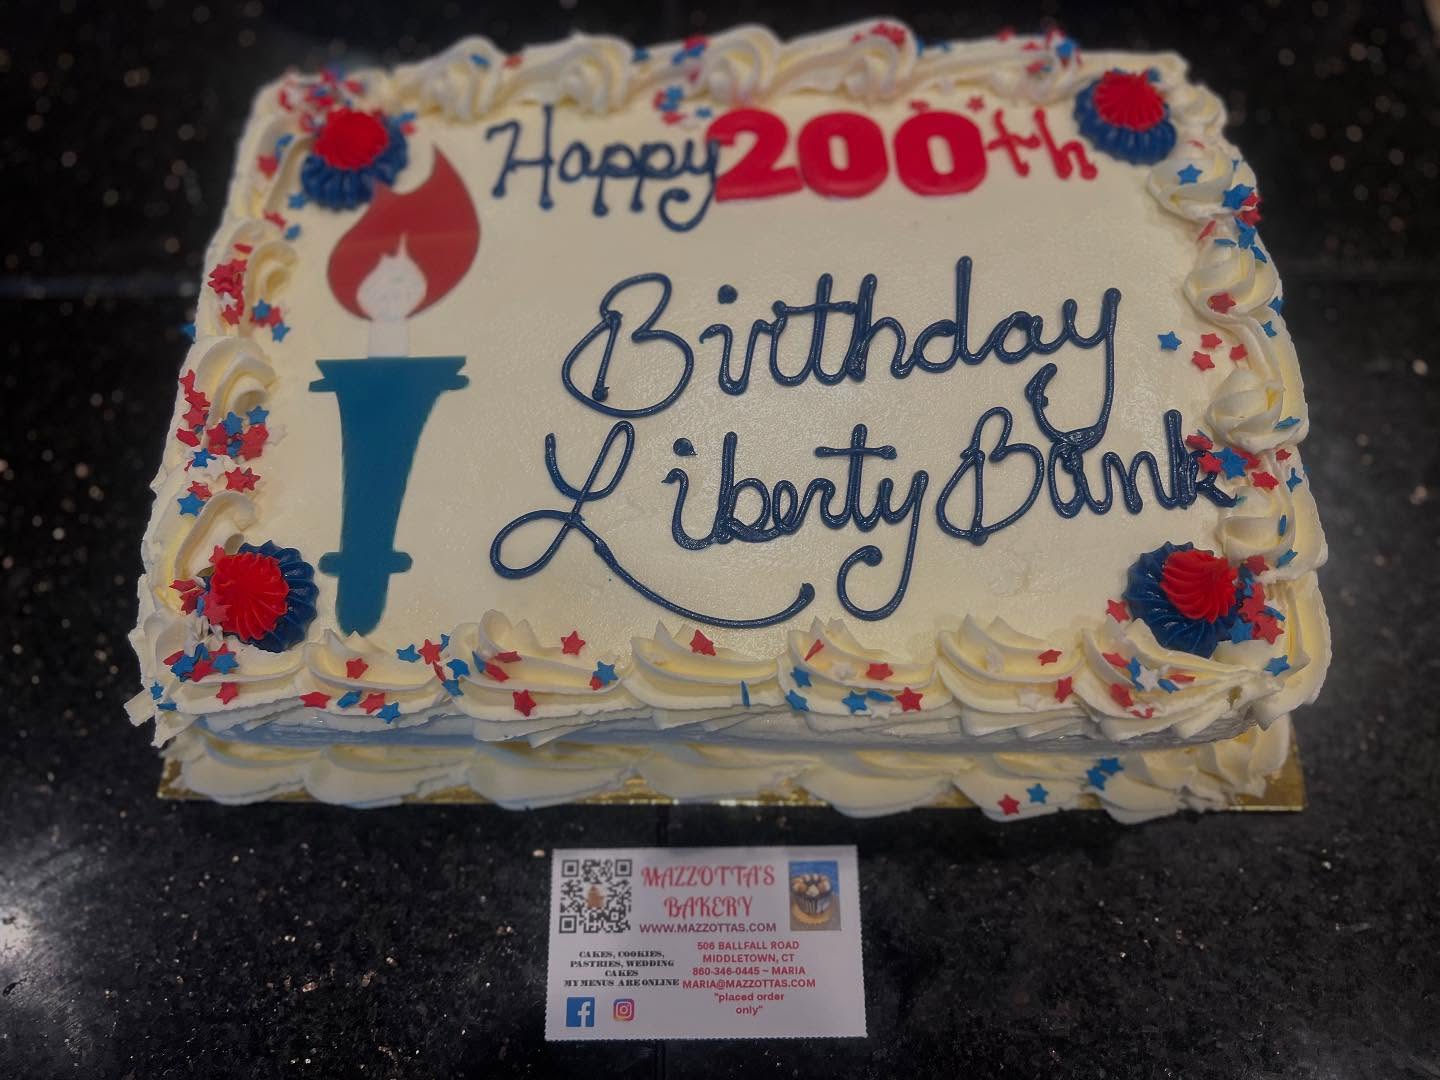 Happy 200th
Birthday
Liberty Bank
MAZZOTTA'S
BAKERY
WWW.MAZZOTTAS.COM
506 BALLFALL ROAD
MIDDLETOWN, CT
860-346-0445 ~ MARIA
MARIA@MAZZOTTAS.COM
"placed order
only"
CAKES, COOKIES,
PASTRIES, WEDDING
CAKES
MY MENUS ARE ONLINE